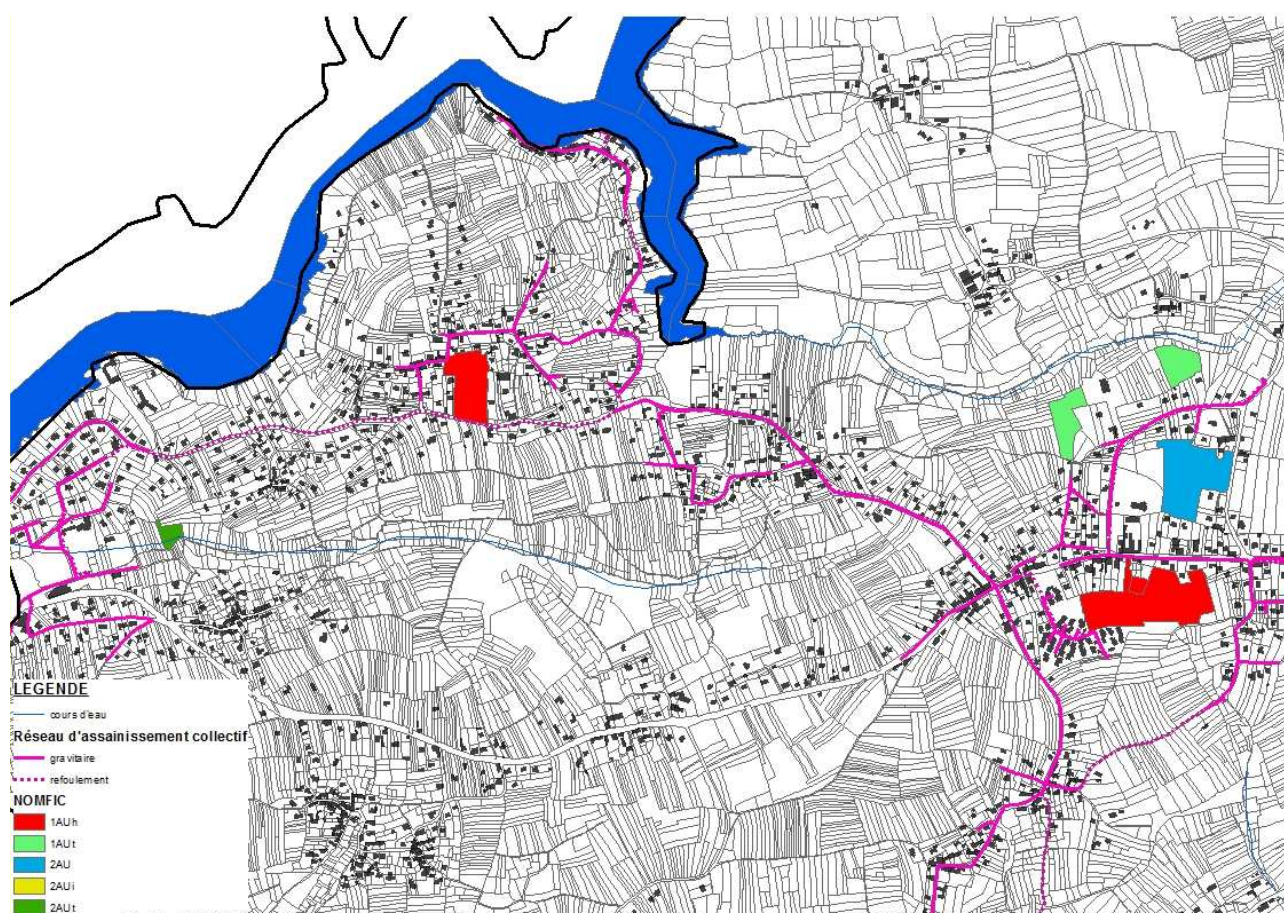 LEGENDE
cours d'eau
Réseau d'assainissement collectif
gravitaire
refoulement
NOMFIC
1AUh
1AUt
2AU
2AUi
2AUt